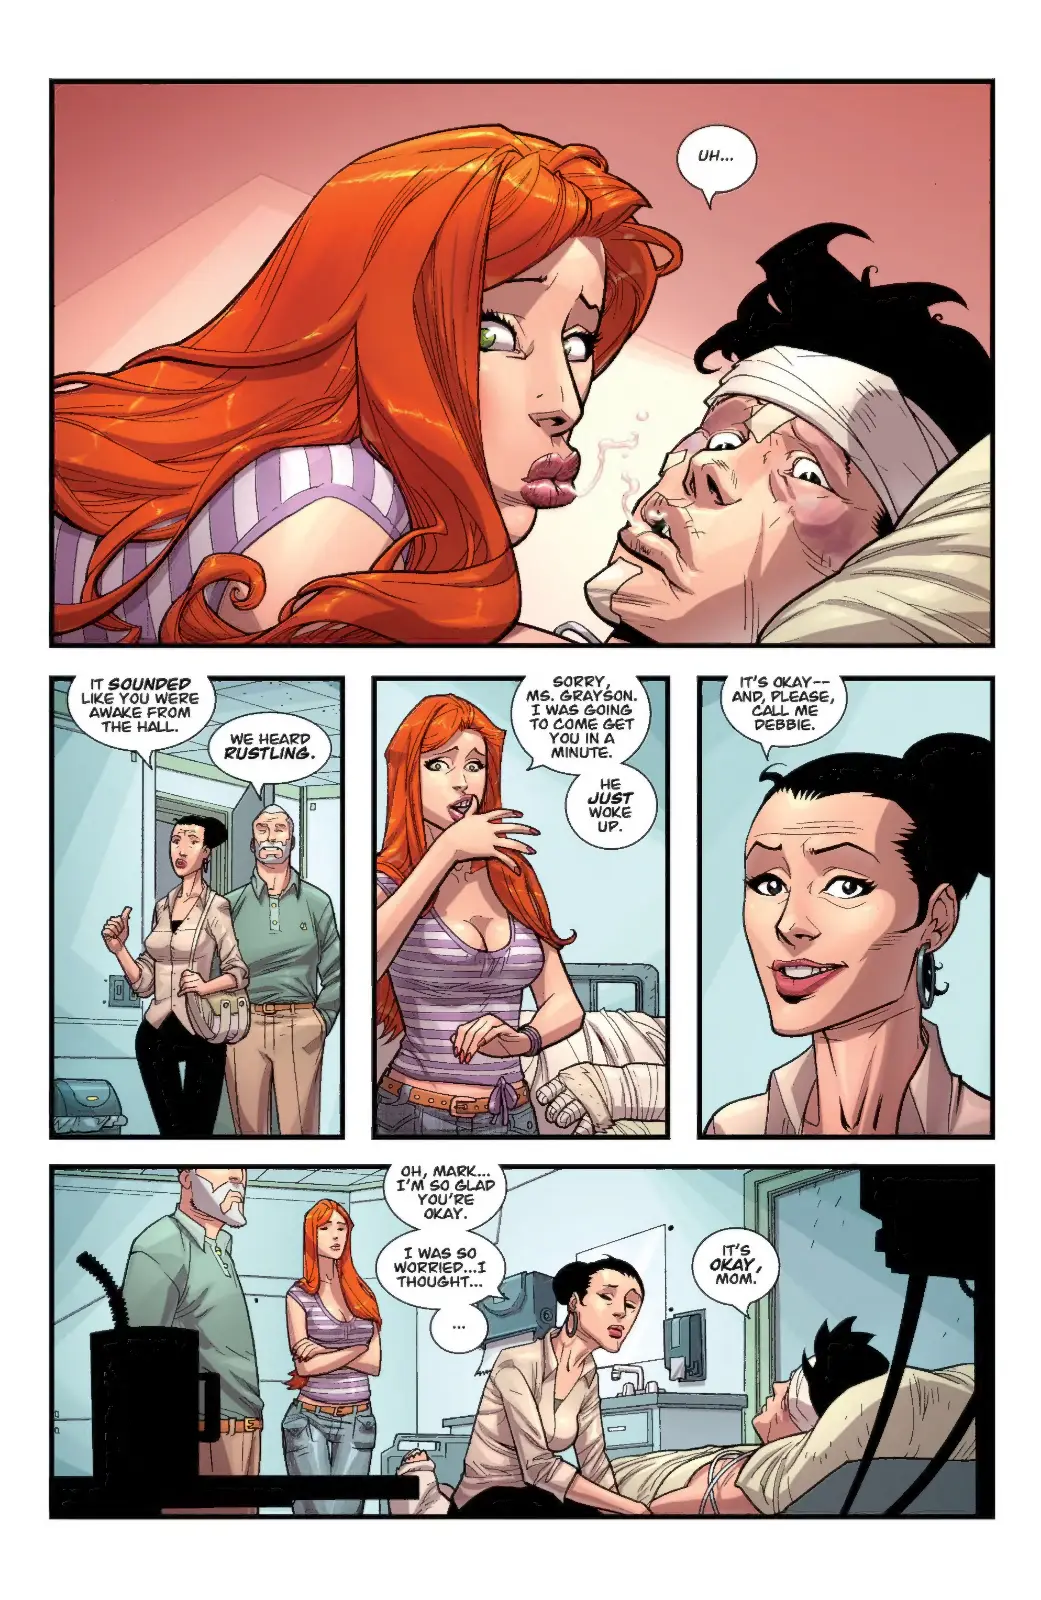 UH...
IT SOUNDED
LIKE YOU WERE
AWAKE FROM
THE HALL.
WE HEARD
RUSTLING.
SORRY,
MS. GRAYSON.
I WAS GOING
TO COME GET
YOU IN A
MINUTE.
HE
JUST
WOKE
UP.
IT'S OKAY--
AND, PLEASE,
CALL ME
DEBBIE.
OH, MARK...
I'M SO GLAD
YOU'RE
OKAY.
I WAS SO
WORRIED...I
THOUGHT...
...
IT'S
OKAY,
MOM.